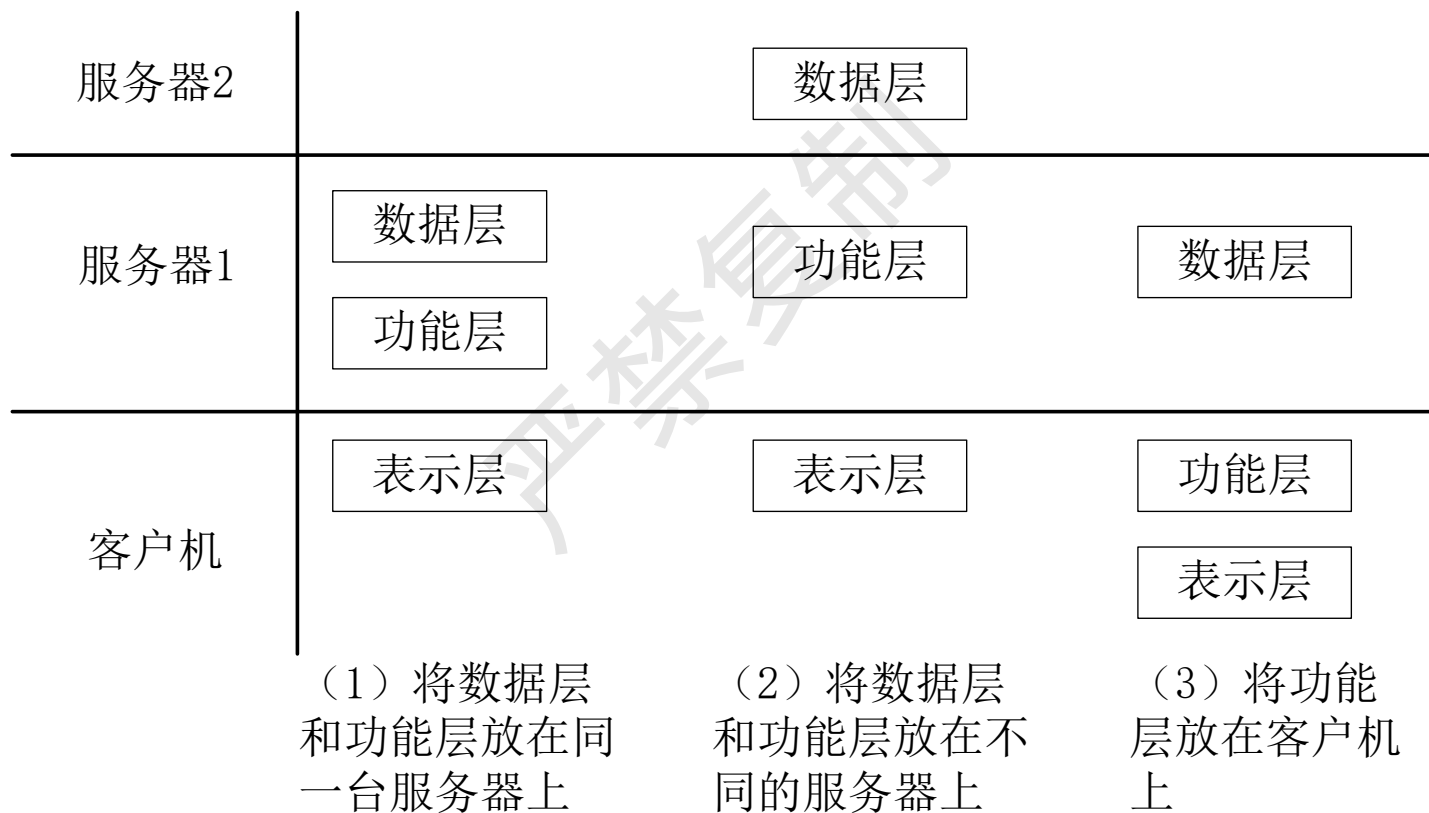 服务器2
数据层
服务器1
数据层
功能层
功能层
数据层
客户机
表示层
表示层
功能层
表示层
（1）将数据层
和功能层放在同
一台服务器上
（2）将数据层
和功能层放在不
同的服务器上
（3）将功能
层放在客户机
上
严禁复制